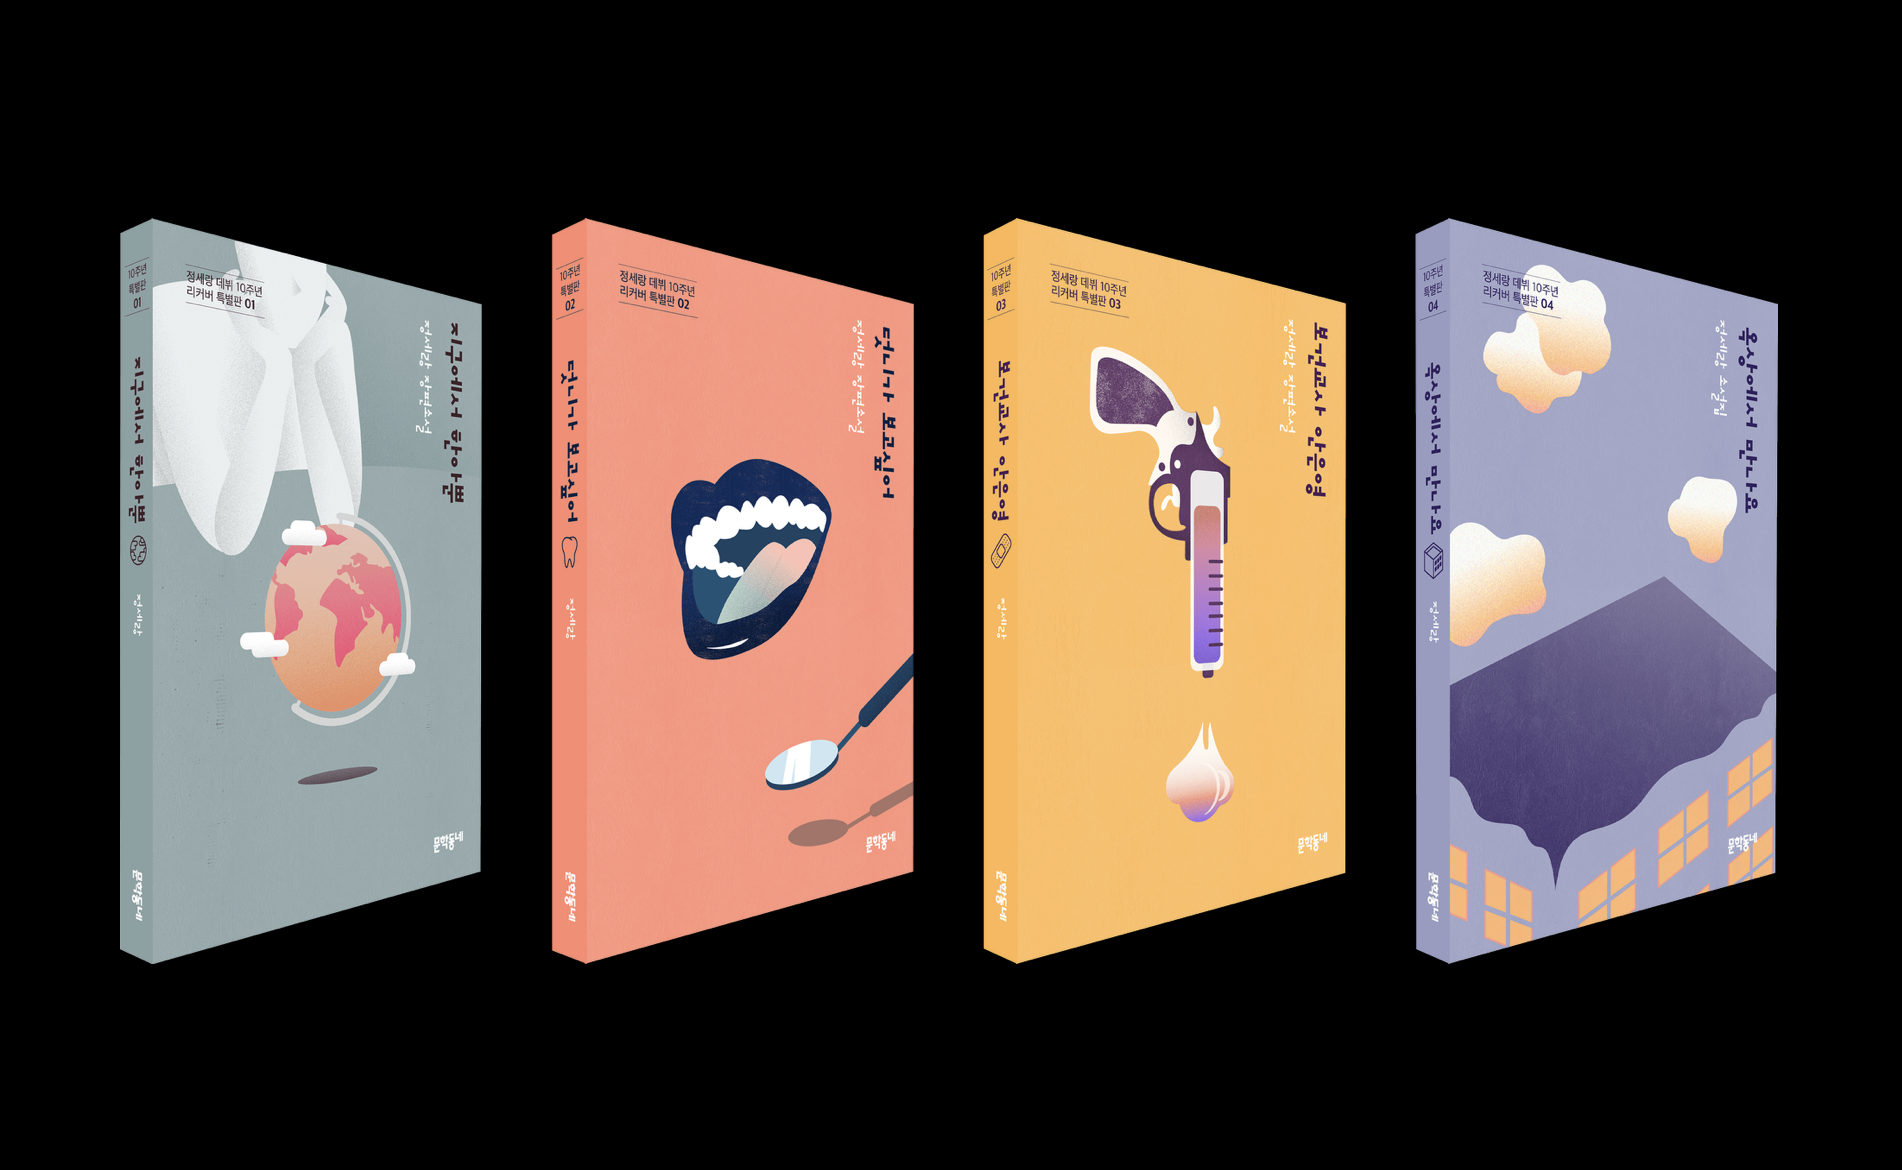 10주년
특별판
01
지구에서 한아뿐
정세랑
문학동네
정세랑 데뷔 10주년
리커버 특별판 01
지구에서 한아뿐
정세랑 장편소설
문학동네
10주년
특별판
02
덧니가 보고싶어
정세랑
문학동네
정세랑 데뷔 10주년
리커버 특별판 02
덧니가 보고싶어
정세랑 장편소설
문학동네
10주년
특별판
03
보건교사 안은영
정세랑
문학동네
정세랑 데뷔 10주년
리커버 특별판 03
보건교사 안은영
정세랑 장편소설
문학동네
10주년
특별판
04
옥상에서 만나요
정세랑
문학동네
정세랑 데뷔 10주년
리커버 특별판 04
옥상에서 만나요
정세랑 소설집
문학동네